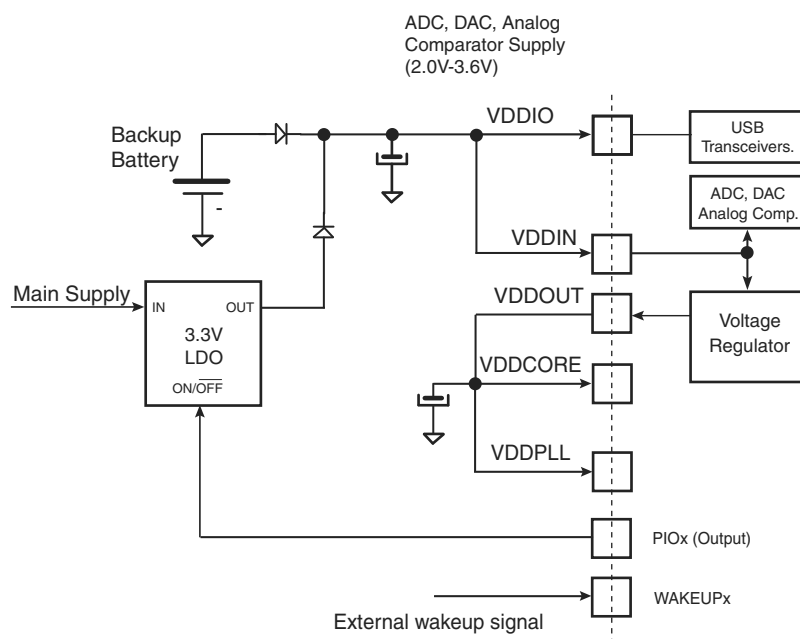 ADC, DAC, Analog
Comparator Supply
(2.0V-3.6V)
VDDIO
USB
Transceivers.
Backup
Battery
-
ADC, DAC
Analog Comp.
VDDIN
Main Supply
IN
OUT
3.3V
LDO
ON/OFF
VDDOUT
Voltage
Regulator
VDDCORE
VDDPLL
PIOx (Output)
WAKEUPx
External wakeup signal